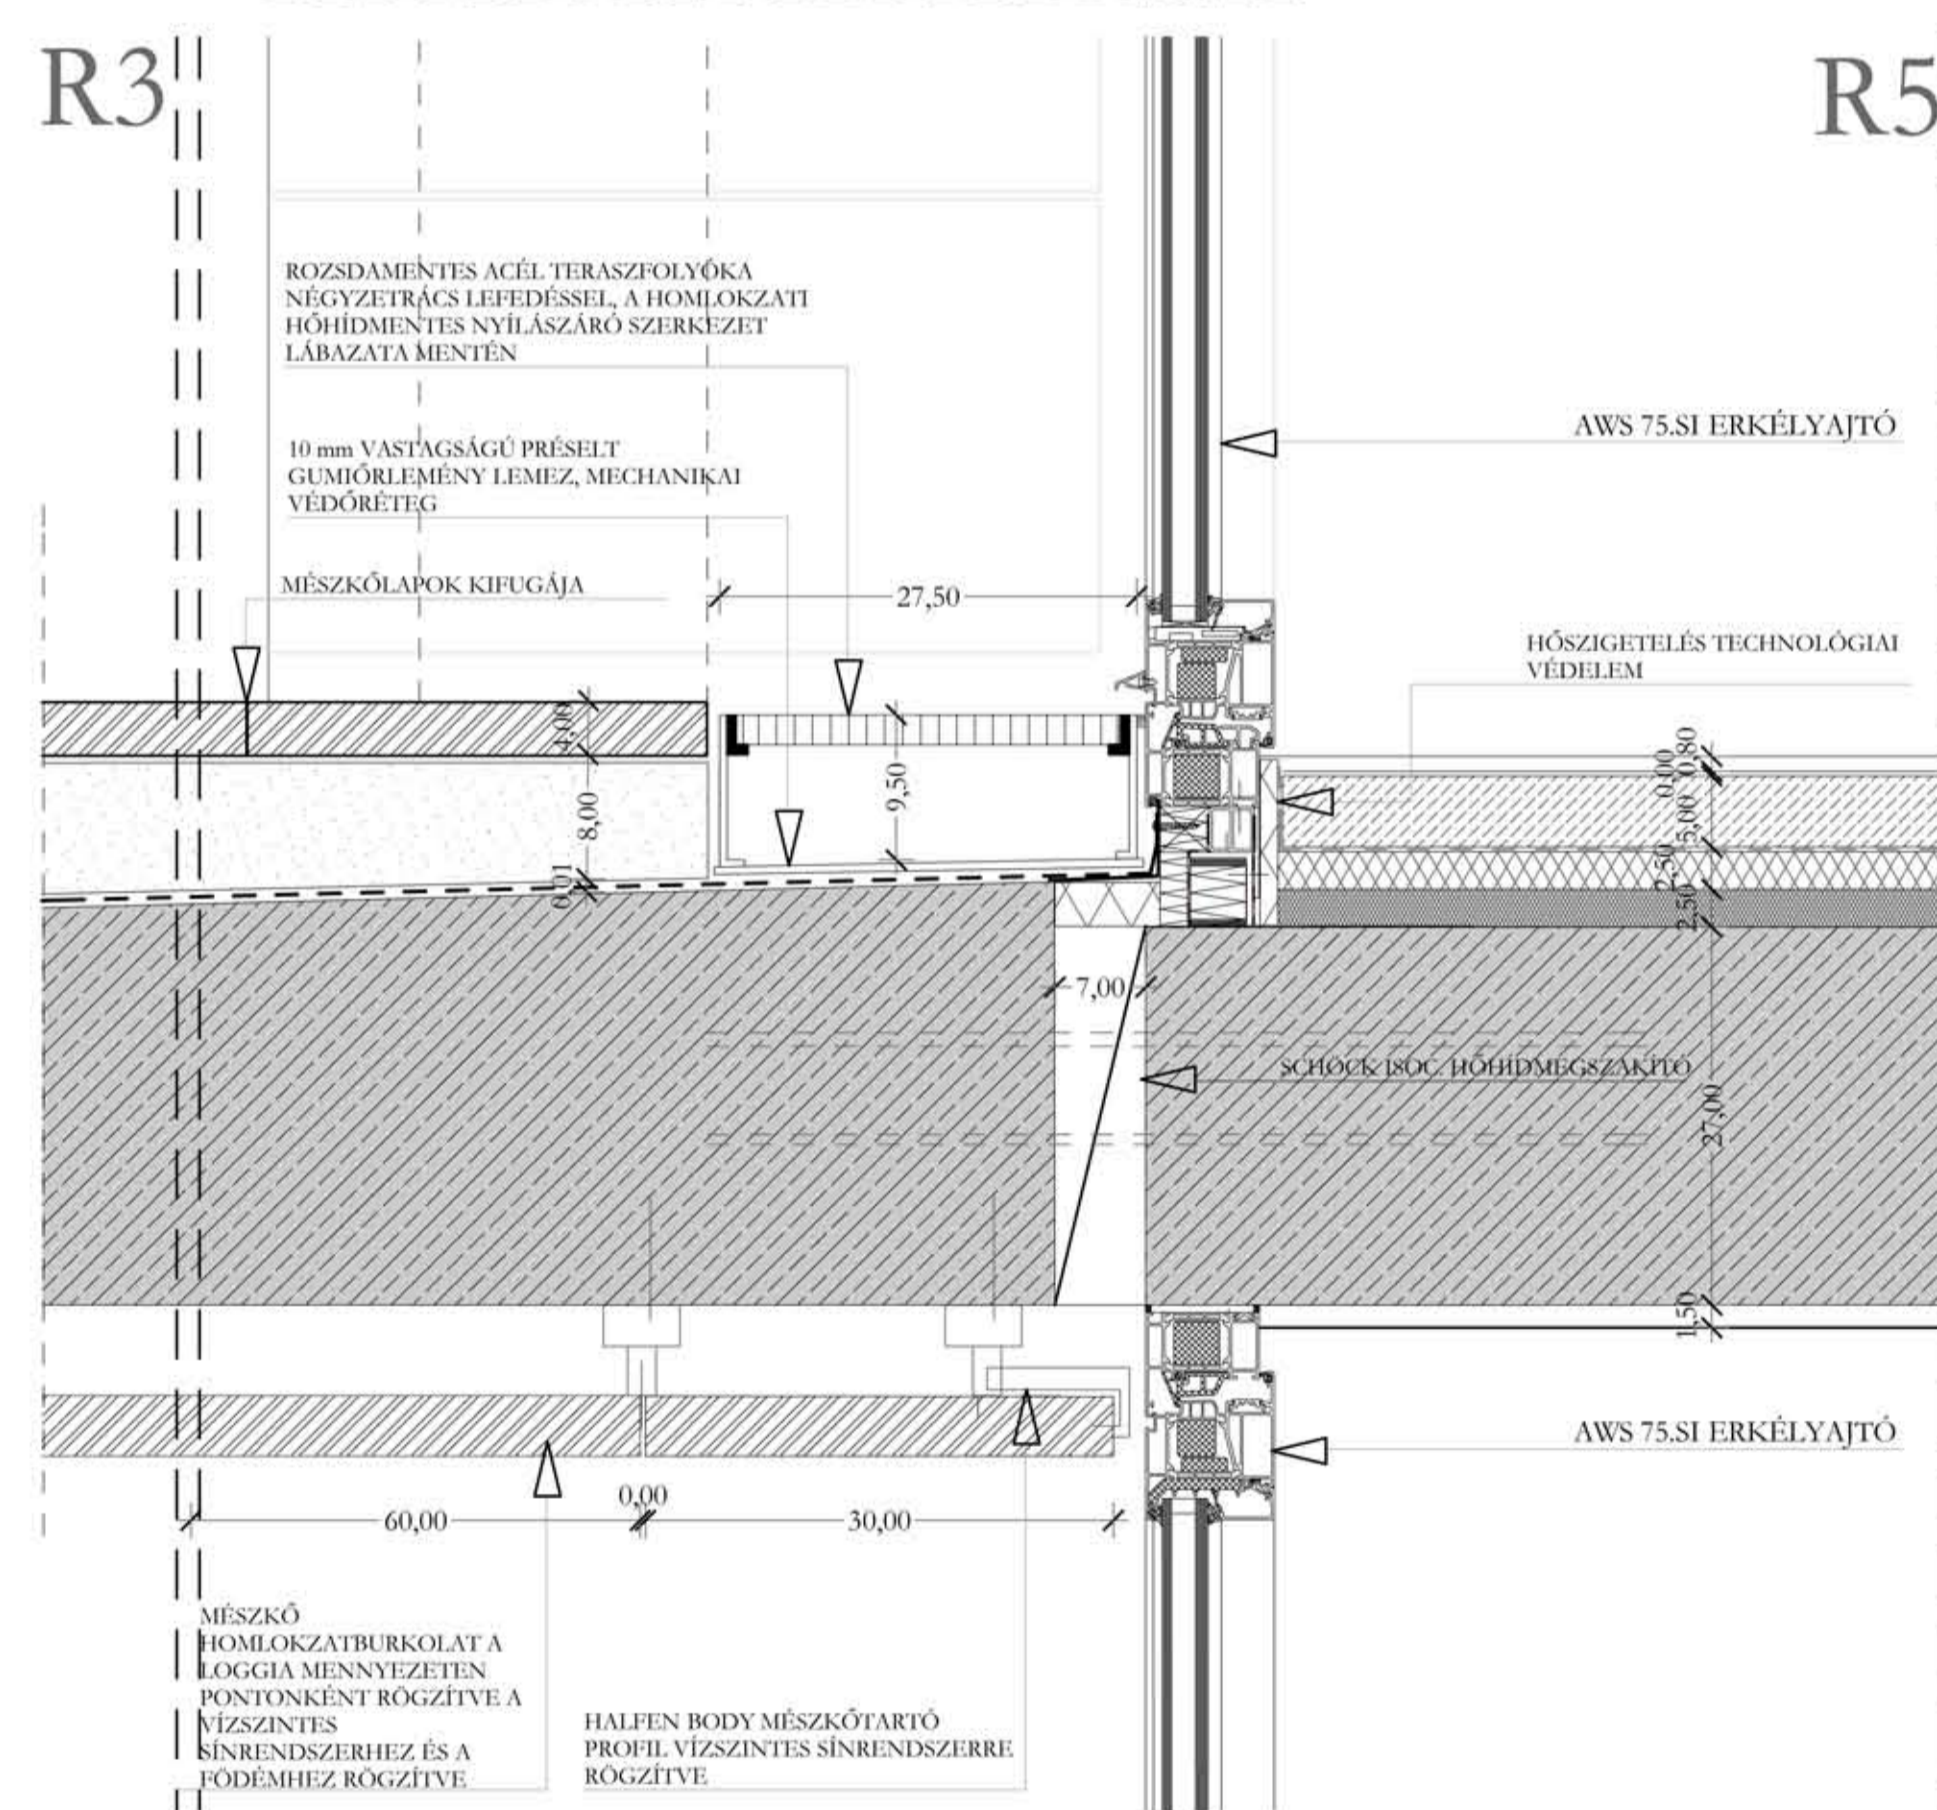 R3
R5
ROZSDAMENTES ACÉL TERASZFOLYÓKA
NÉGYZETRÁCS LEFEDÉSSEL, A HOMLOKZATI
HŐHÍDMENTES NYÍLÁSZÁRÓ SZERKEZET
LÁBAZATA MENTÉN
AWS 75.SI ERKÉLYAJTÓ
10 mm VASTAGSÁGÚ PRÉSELT
GUMIŐRLEMÉNY LEMEZ, MECHANIKAI
VÉDŐRÉTEG
MÉSZKŐLAPOK KIFUGÁJA
27,50
HŐSZIGETELÉS TECHNOLÓGIAI
VÉDELEM
4,00
8,00
0,01
9,50
0,80
0,00
5,00
2,50
2,50
7,00
SCHÖCK ISOC. HŐHÍDMEGSZAKÍTÓ
27,00
1,50
AWS 75.SI ERKÉLYAJTÓ
60,00
0,00
30,00
MÉSZKŐ
HOMLOKZATBURKOLAT A
LOGGIA MENNYEZETEN
PONTONKÉNT RÖGZÍTVE A
VÍZSZINTES
SÍNRENDSZERHEZ ÉS A
FÖDÉMHEZ RÖGZÍTVE
HALFEN BODY MÉSZKŐTARTÓ
PROFIL VÍZSZINTES SÍNRENDSZERRE
RÖGZÍTVE